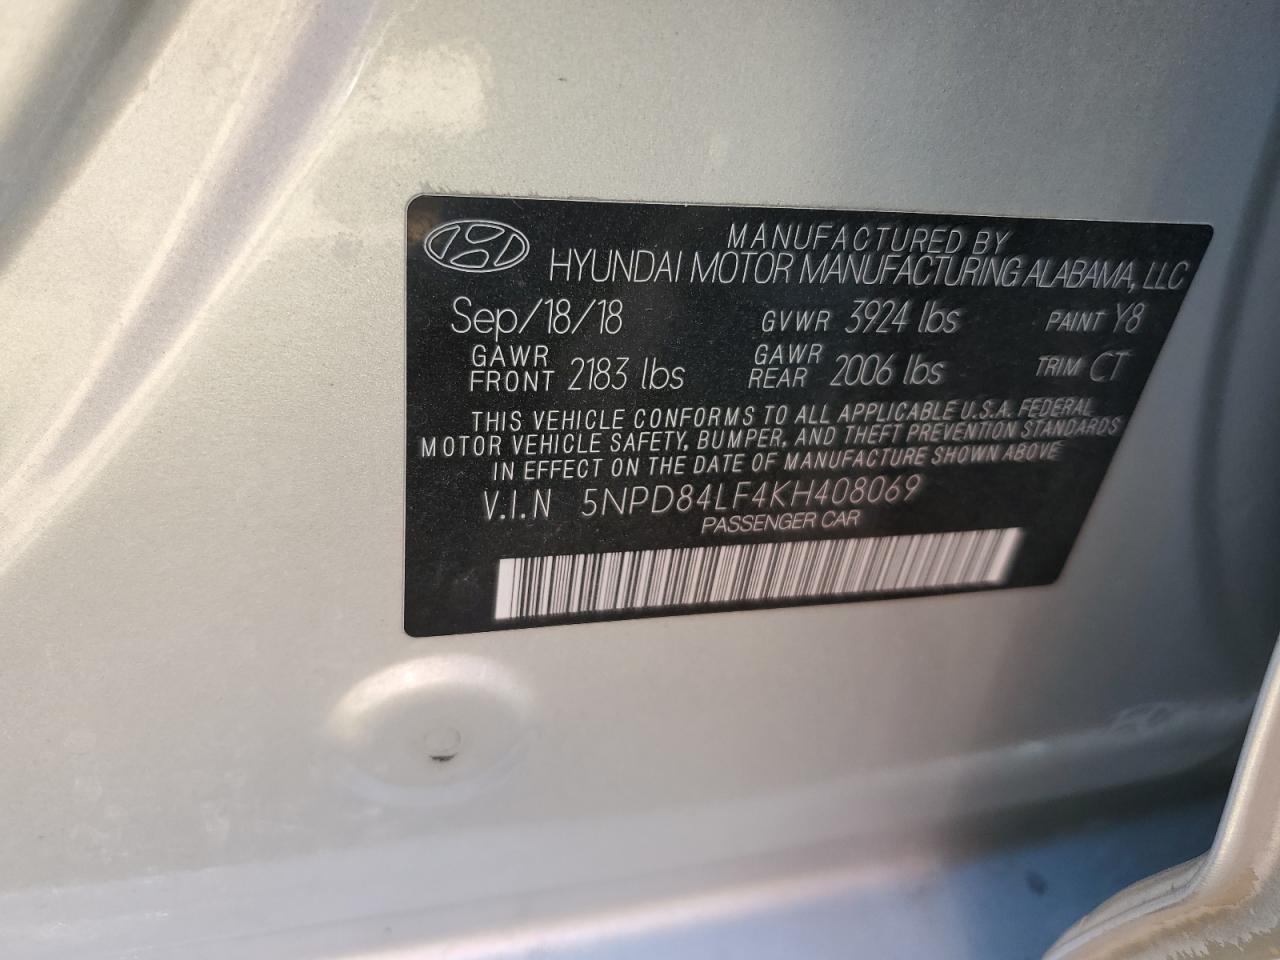 MANUFACTURED BY
HYUNDAI MOTOR MANUFACTURING ALABAMA, LLC
Sep/18/18 GVWR 3924 lbs PAINT Y8
GAWR FRONT 2183 lbs GAWR REAR 2006 lbs TRIM CT
THIS VEHICLE CONFORMS TO ALL APPLICABLE U.S.A. FEDERAL
MOTOR VEHICLE SAFETY, BUMPER, AND THEFT PREVENTION STANDARDS
IN EFFECT ON THE DATE OF MANUFACTURE SHOWN ABOVE
V.I.N 5NPD84LF4KH408069
PASSENGER CAR